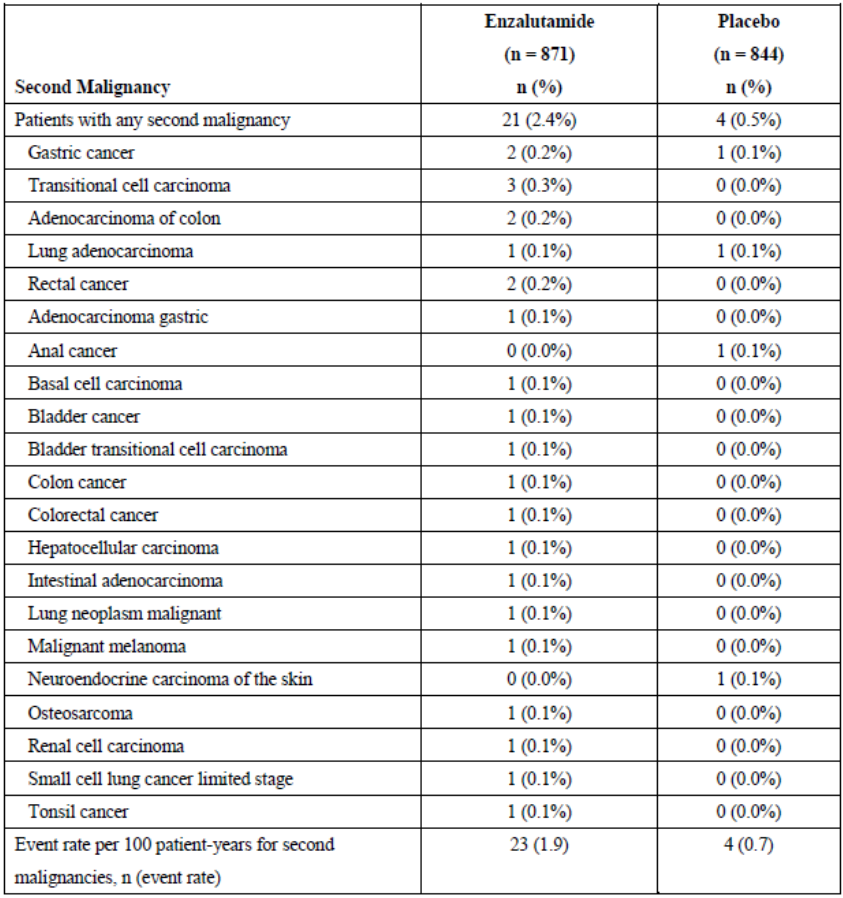 Second Malignancy Enzalutamide (n = 871) n (%) Placebo (n = 844) n (%)
Patients with any second malignancy 21 (2.4%) 4 (0.5%)
Gastric cancer 2 (0.2%) 1 (0.1%)
Transitional cell carcinoma 3 (0.3%) 0 (0.0%)
Adenocarcinoma of colon 2 (0.2%) 0 (0.0%)
Lung adenocarcinoma 1 (0.1%) 1 (0.1%)
Rectal cancer 2 (0.2%) 0 (0.0%)
Adenocarcinoma gastric 1 (0.1%) 0 (0.0%)
Anal cancer 0 (0.0%) 1 (0.1%)
Basal cell carcinoma 1 (0.1%) 0 (0.0%)
Bladder cancer 1 (0.1%) 0 (0.0%)
Bladder transitional cell carcinoma 1 (0.1%) 0 (0.0%)
Colon cancer 1 (0.1%) 0 (0.0%)
Colorectal cancer 1 (0.1%) 0 (0.0%)
Hepatocellular carcinoma 1 (0.1%) 0 (0.0%)
Intestinal adenocarcinoma 1 (0.1%) 0 (0.0%)
Lung neoplasm malignant 1 (0.1%) 0 (0.0%)
Malignant melanoma 1 (0.1%) 0 (0.0%)
Neuroendocrine carcinoma of the skin 0 (0.0%) 1 (0.1%)
Osteosarcoma 1 (0.1%) 0 (0.0%)
Renal cell carcinoma 1 (0.1%) 0 (0.0%)
Small cell lung cancer limited stage 1 (0.1%) 0 (0.0%)
Tonsil cancer 1 (0.1%) 0 (0.0%)
Event rate per 100 patient-years for second 23 (1.9) 4 (0.7)
malignancies, n (event rate)